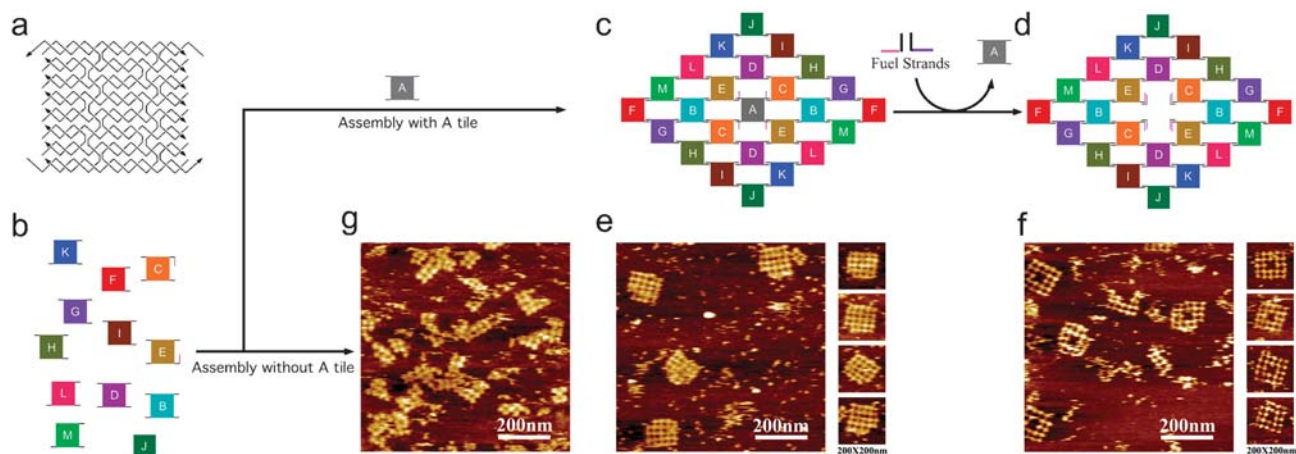 a
b
K
F
C
G
I
H
E
L
D
B
M
J
A
Assembly with A tile
Assembly without A tile
c
J
K
I
L
D
H
M
E
C
G
F
B
A
B
F
G
C
E
M
H
D
L
I
K
J
Fuel Strands
A
d
J
K
I
L
D
H
M
E
C
G
F
B
B
F
G
C
E
M
H
D
L
I
K
J
g
200nm
e
200nm
200X200nm
f
200nm
200X200nm